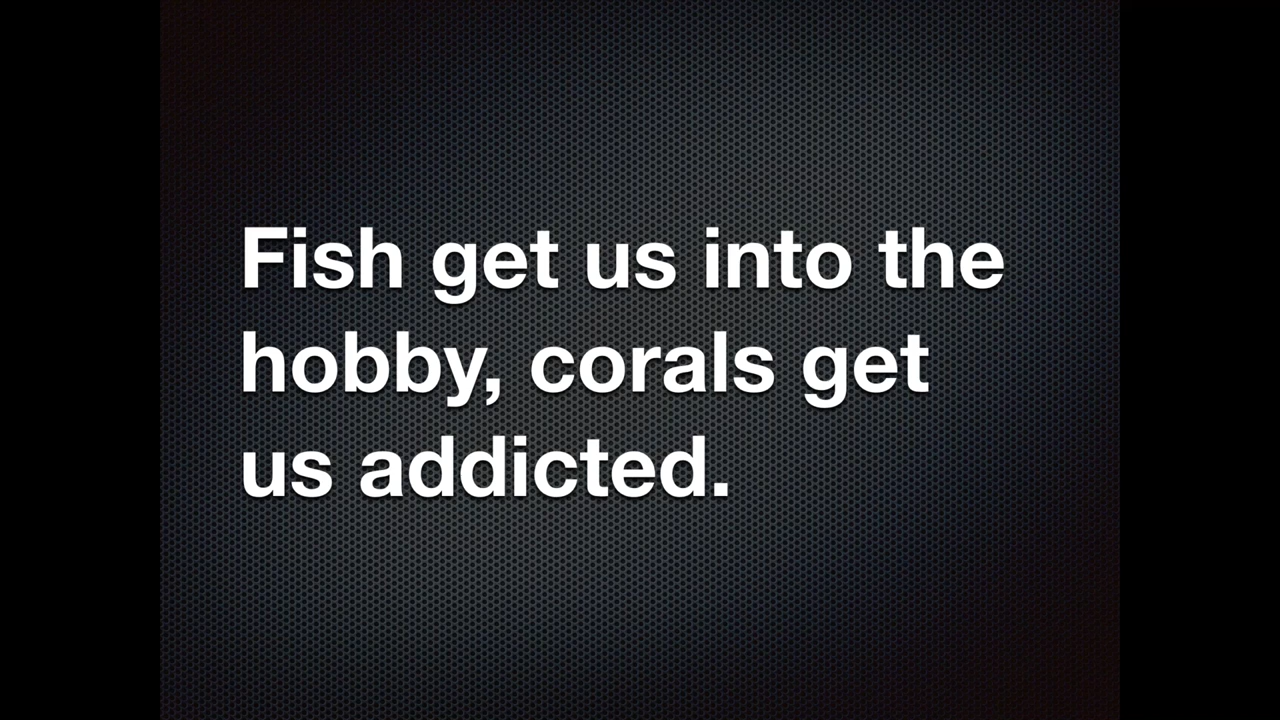 Fish get us into the
hobby, corals get
us addicted.